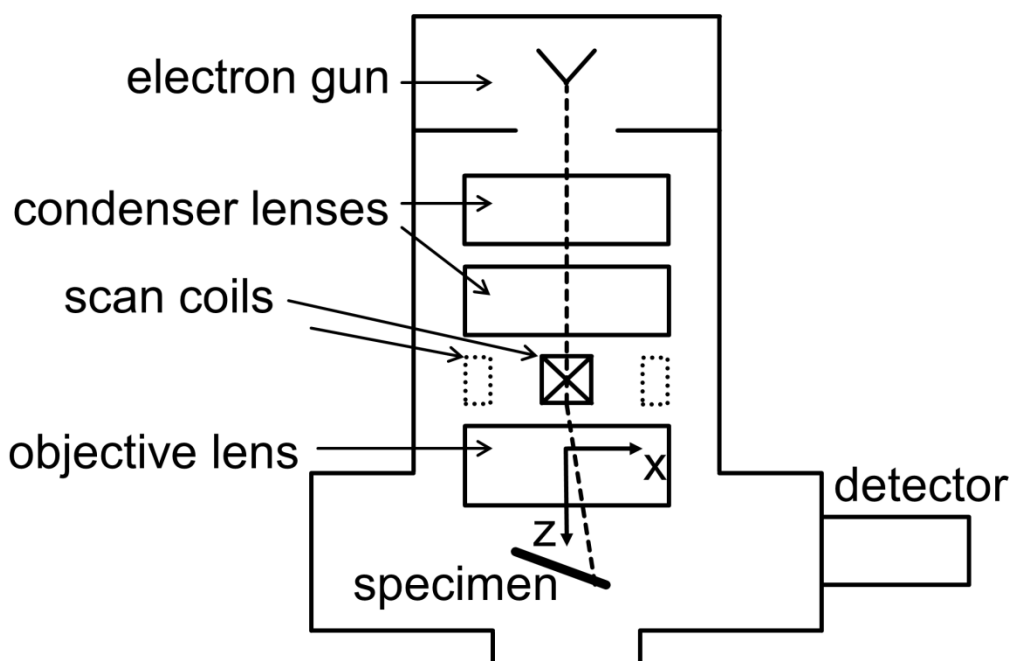 electron gun
condenser lenses
scan coils
objective lens
X
detector
Z
specimen